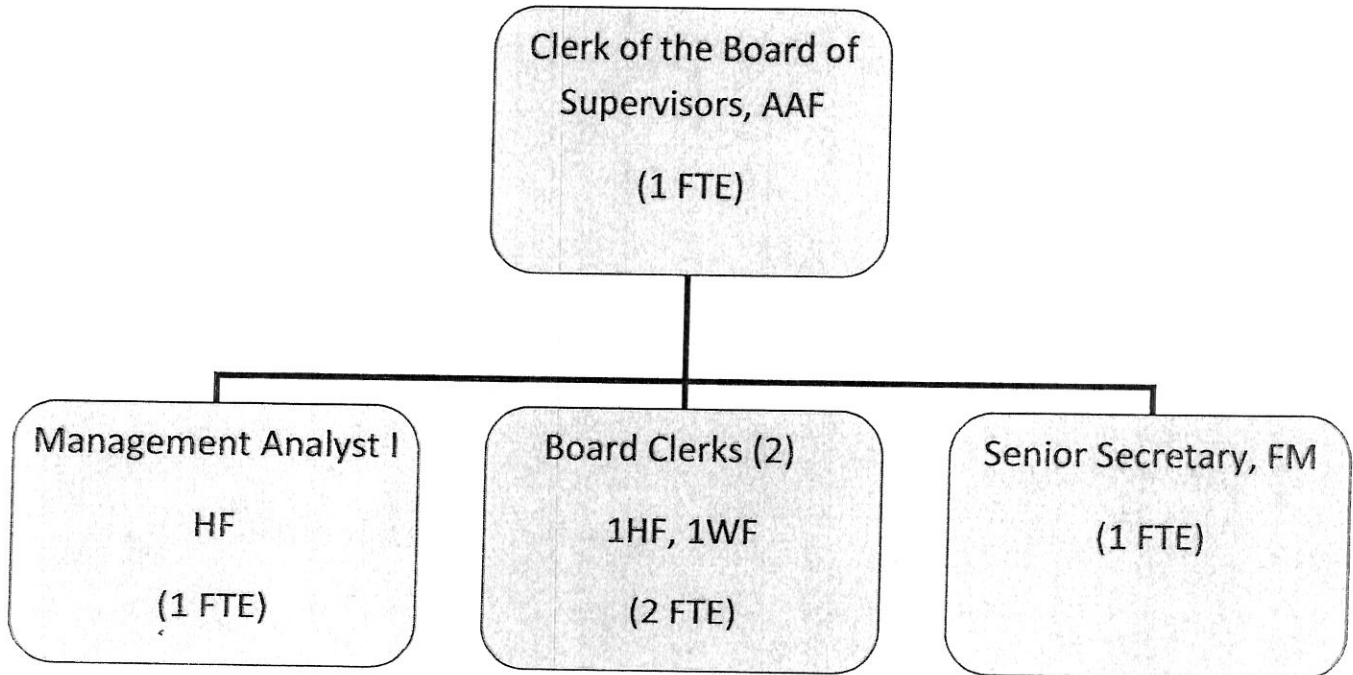 Clerk of the Board of
Supervisors, AAF
(1 FTE)
Management Analyst I
HF
(1 FTE)
Board Clerks (2)
1HF, 1WF
(2 FTE)
Senior Secretary, FM
(1 FTE)